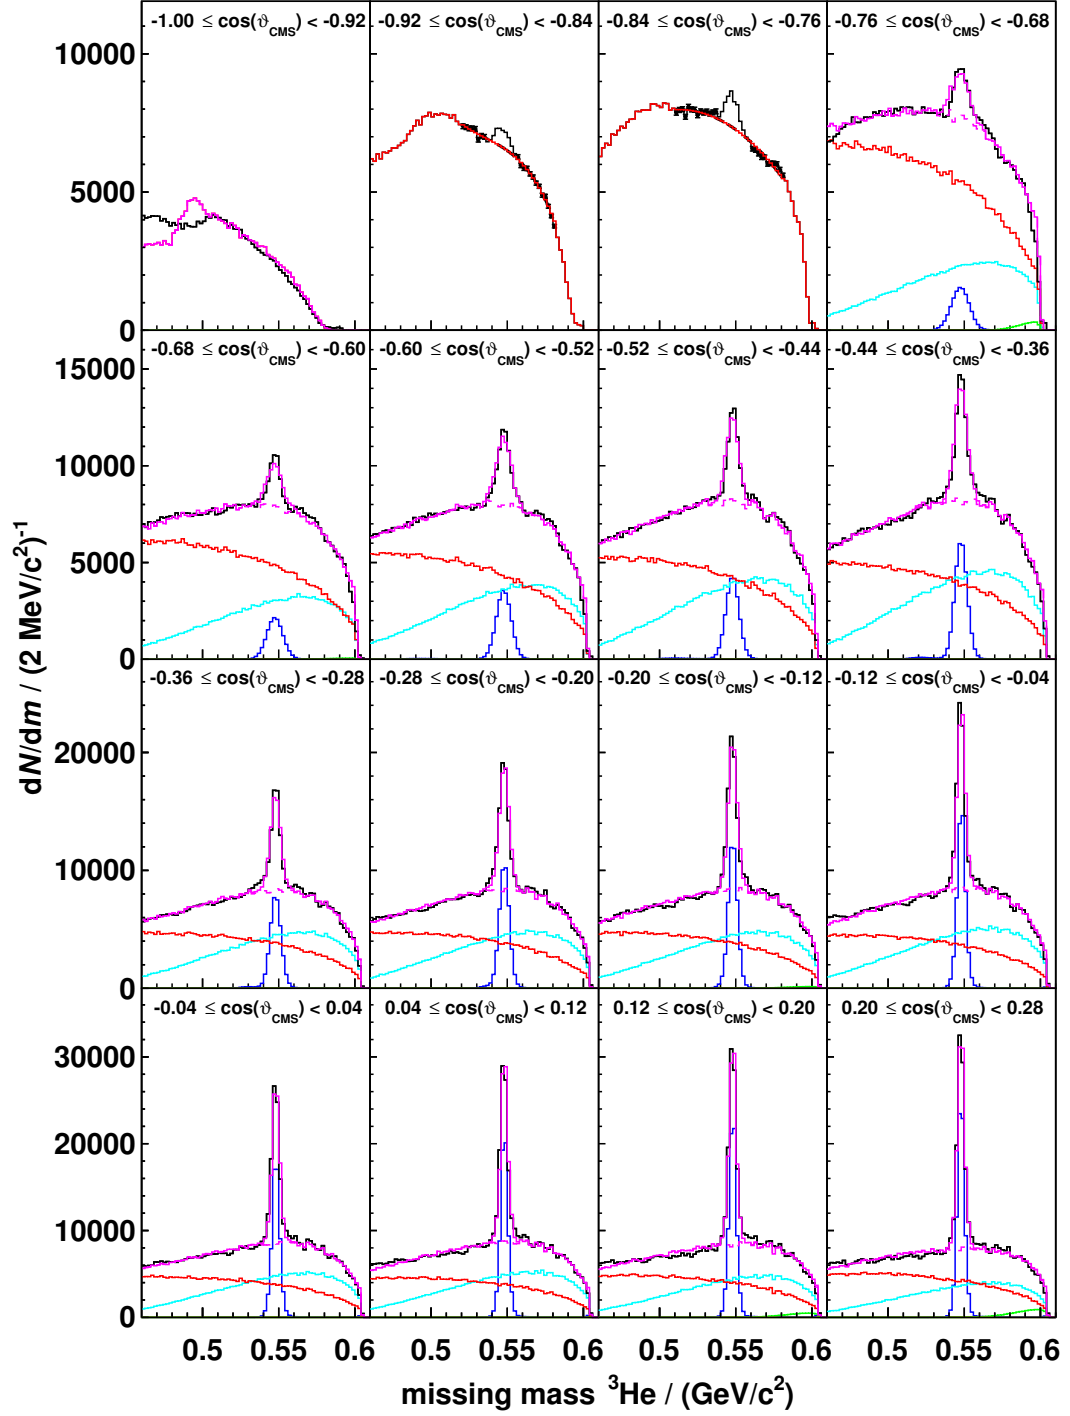 -1.00 ≤ cos(ϑCMS) < -0.92 -0.92 ≤ cos(ϑCMS) < -0.84 -0.84 ≤ cos(ϑCMS) < -0.76 -0.76 ≤ cos(ϑCMS) < -0.68
10000
5000
0
-0.68 ≤ cos(ϑCMS) < -0.60 -0.60 ≤ cos(ϑCMS) < -0.52 -0.52 ≤ cos(ϑCMS) < -0.44 -0.44 ≤ cos(ϑCMS) < -0.36
15000
10000
5000
0
-0.36 ≤ cos(ϑCMS) < -0.28 -0.28 ≤ cos(ϑCMS) < -0.20 -0.20 ≤ cos(ϑCMS) < -0.12 -0.12 ≤ cos(ϑCMS) < -0.04
20000
10000
0
-0.04 ≤ cos(ϑCMS) < 0.04 0.04 ≤ cos(ϑCMS) < 0.12 0.12 ≤ cos(ϑCMS) < 0.20 0.20 ≤ cos(ϑCMS) < 0.28
30000
20000
10000
0
0.5 0.55 0.6 0.5 0.55 0.6 0.5 0.55 0.6 0.5 0.55 0.6
missing mass ³He / (GeV/c²)
dN/dm / (2 MeV/c²)⁻¹